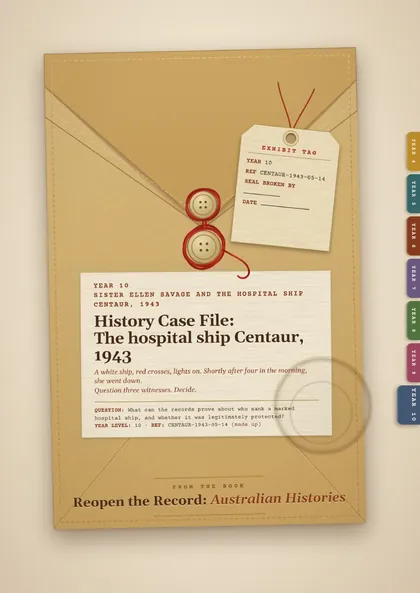 EXHIBIT TAG
YEAR 10
REF CENTAUR-1943-05-14
SEAL BROKEN BY
DATE
YEAR 10
SISTER ELLEN SAVAGE AND THE HOSPITAL SHIP
CENTAUR, 1943
History Case File:
The hospital ship Centaur,
1943
A white ship, red crosses, lights on. Shortly after four in the morning,
she went down.
Question three witnesses. Decide.
QUESTION: What can the records prove about who sank a marked
hospital ship, and whether it was legitimately protected?
YEAR LEVEL: 10 · REF: CENTAUR-1943-05-14 (made up)
FROM THE BOOK
Reopen the Record: Australian Histories
YEAR 4
YEAR 5
YEAR 6
YEAR 7
YEAR 8
YEAR 9
YEAR 10